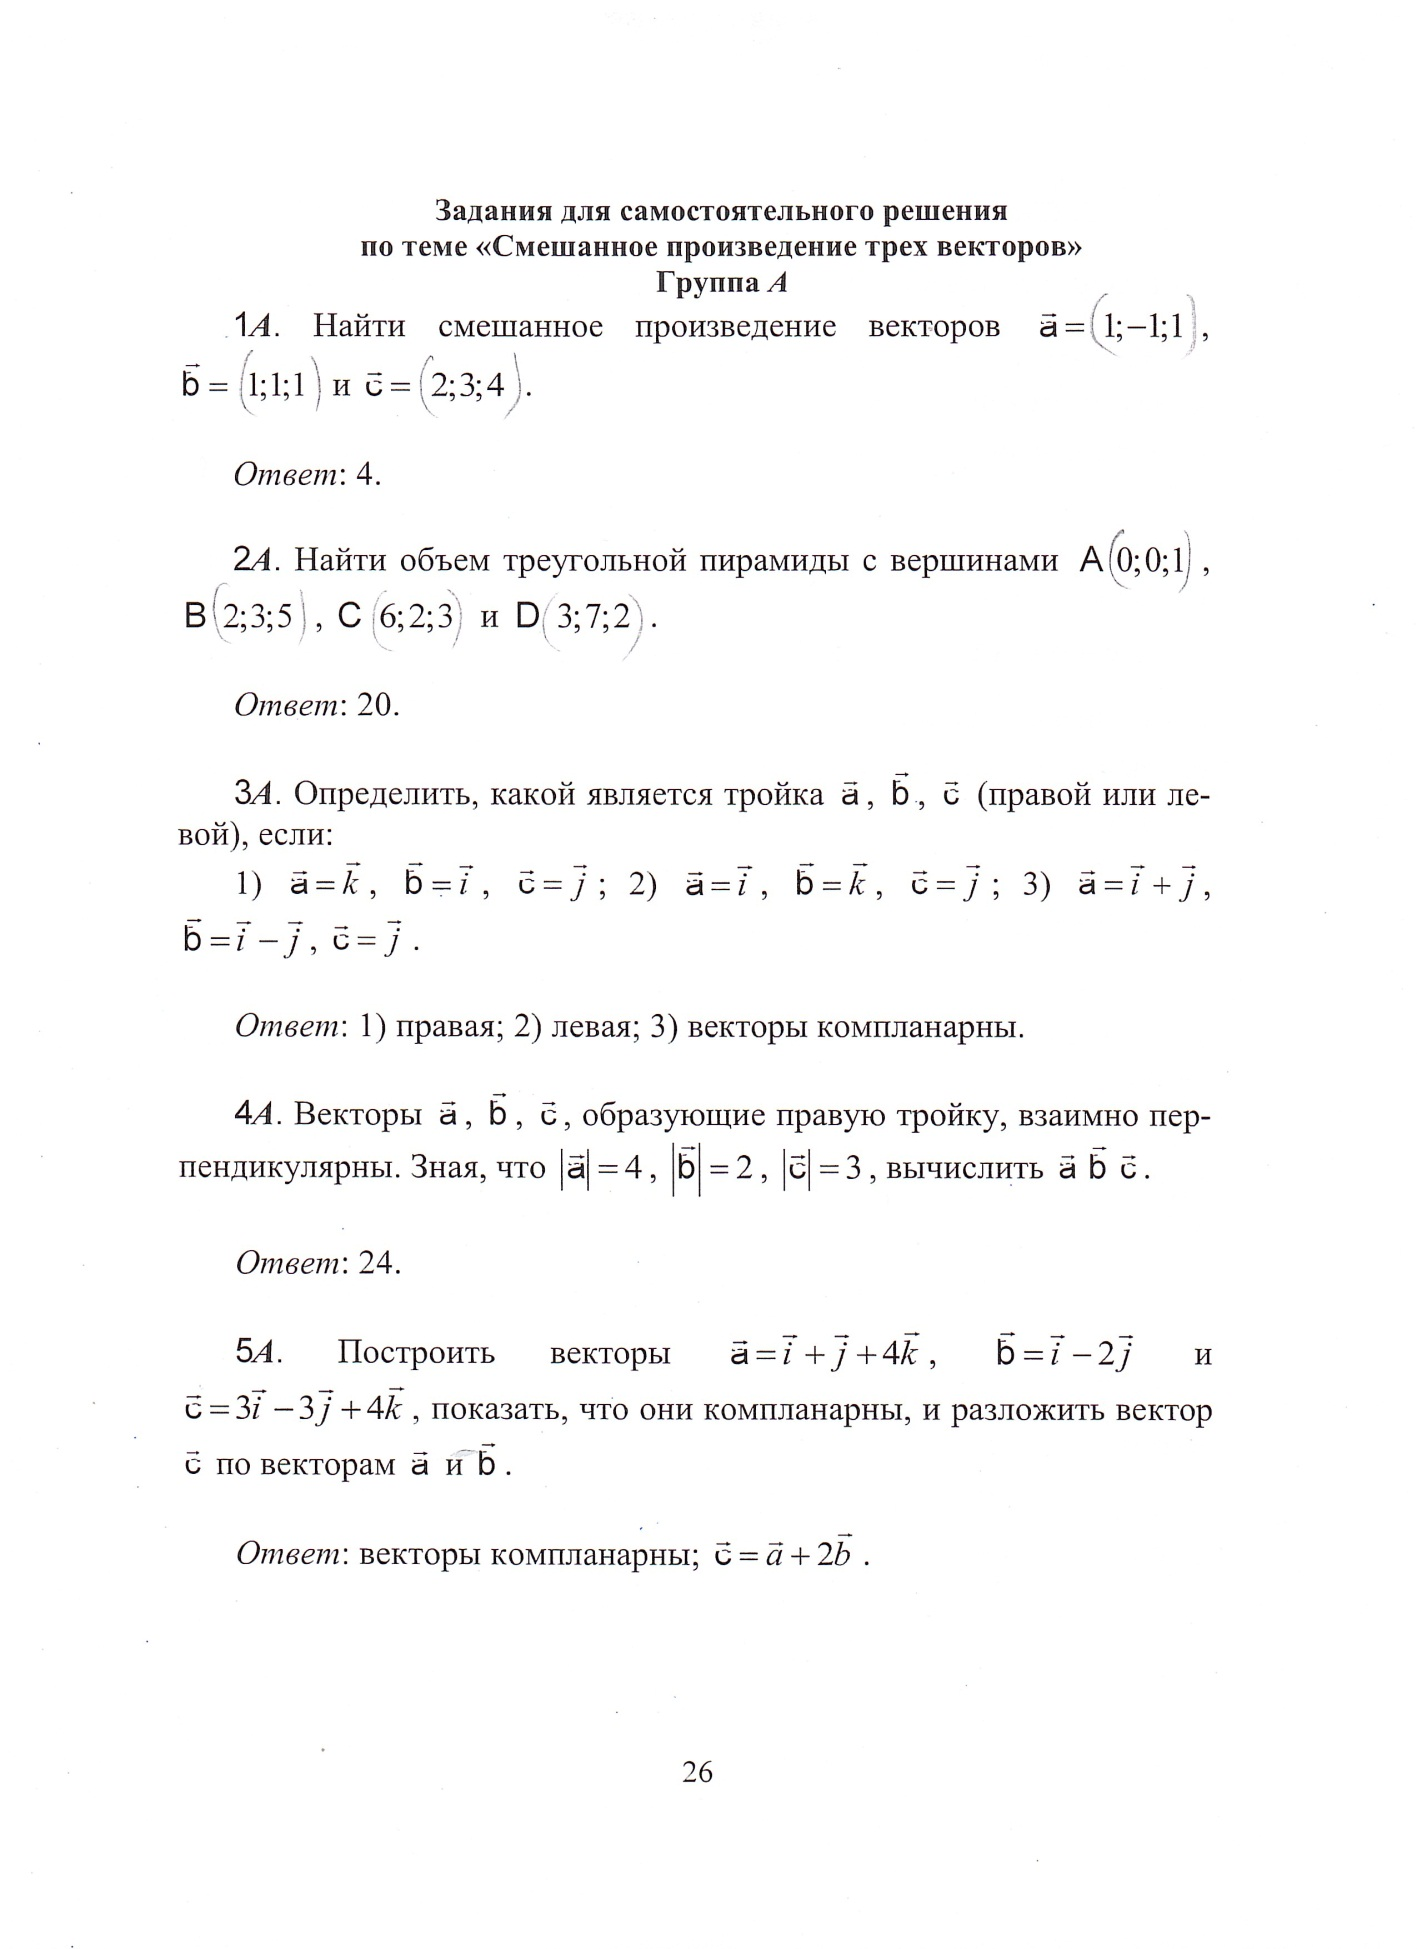 Задания для самостоятельного решения
по теме «Смешанное произведение трех векторов»
Группа А
1А. Найти смешанное произведение векторов a⃗ = (1;−1;1),
b⃗ = (1;1;1) и c⃗ = (2;3;4).
Ответ: 4.
2А. Найти объем треугольной пирамиды с вершинами A(0;0;1),
B(2;3;5), C(6;2;3) и D(3;7;2).
Ответ: 20.
3А. Определить, какой является тройка a⃗, b⃗, c⃗ (правой или ле-
вой), если:
1) a⃗ = k⃗, b⃗ = i⃗, c⃗ = j⃗; 2) a⃗ = i⃗, b⃗ = k⃗, c⃗ = j⃗; 3) a⃗ = i⃗ + j⃗,
b⃗ = i⃗ − j⃗, c⃗ = j⃗.
Ответ: 1) правая; 2) левая; 3) векторы компланарны.
4А. Векторы a⃗, b⃗, c⃗, образующие правую тройку, взаимно пер-
пендикулярны. Зная, что |a⃗| = 4, |b⃗| = 2, |c⃗| = 3, вычислить a⃗ b⃗ c⃗.
Ответ: 24.
5А. Построить векторы a⃗ = i⃗ + j⃗ + 4k⃗, b⃗ = i⃗ − 2j⃗ и
c⃗ = 3i⃗ − 3j⃗ + 4k⃗, показать, что они компланарны, и разложить вектор
c⃗ по векторам a⃗ и b⃗.
Ответ: векторы компланарны; c⃗ = a⃗ + 2b⃗.
26